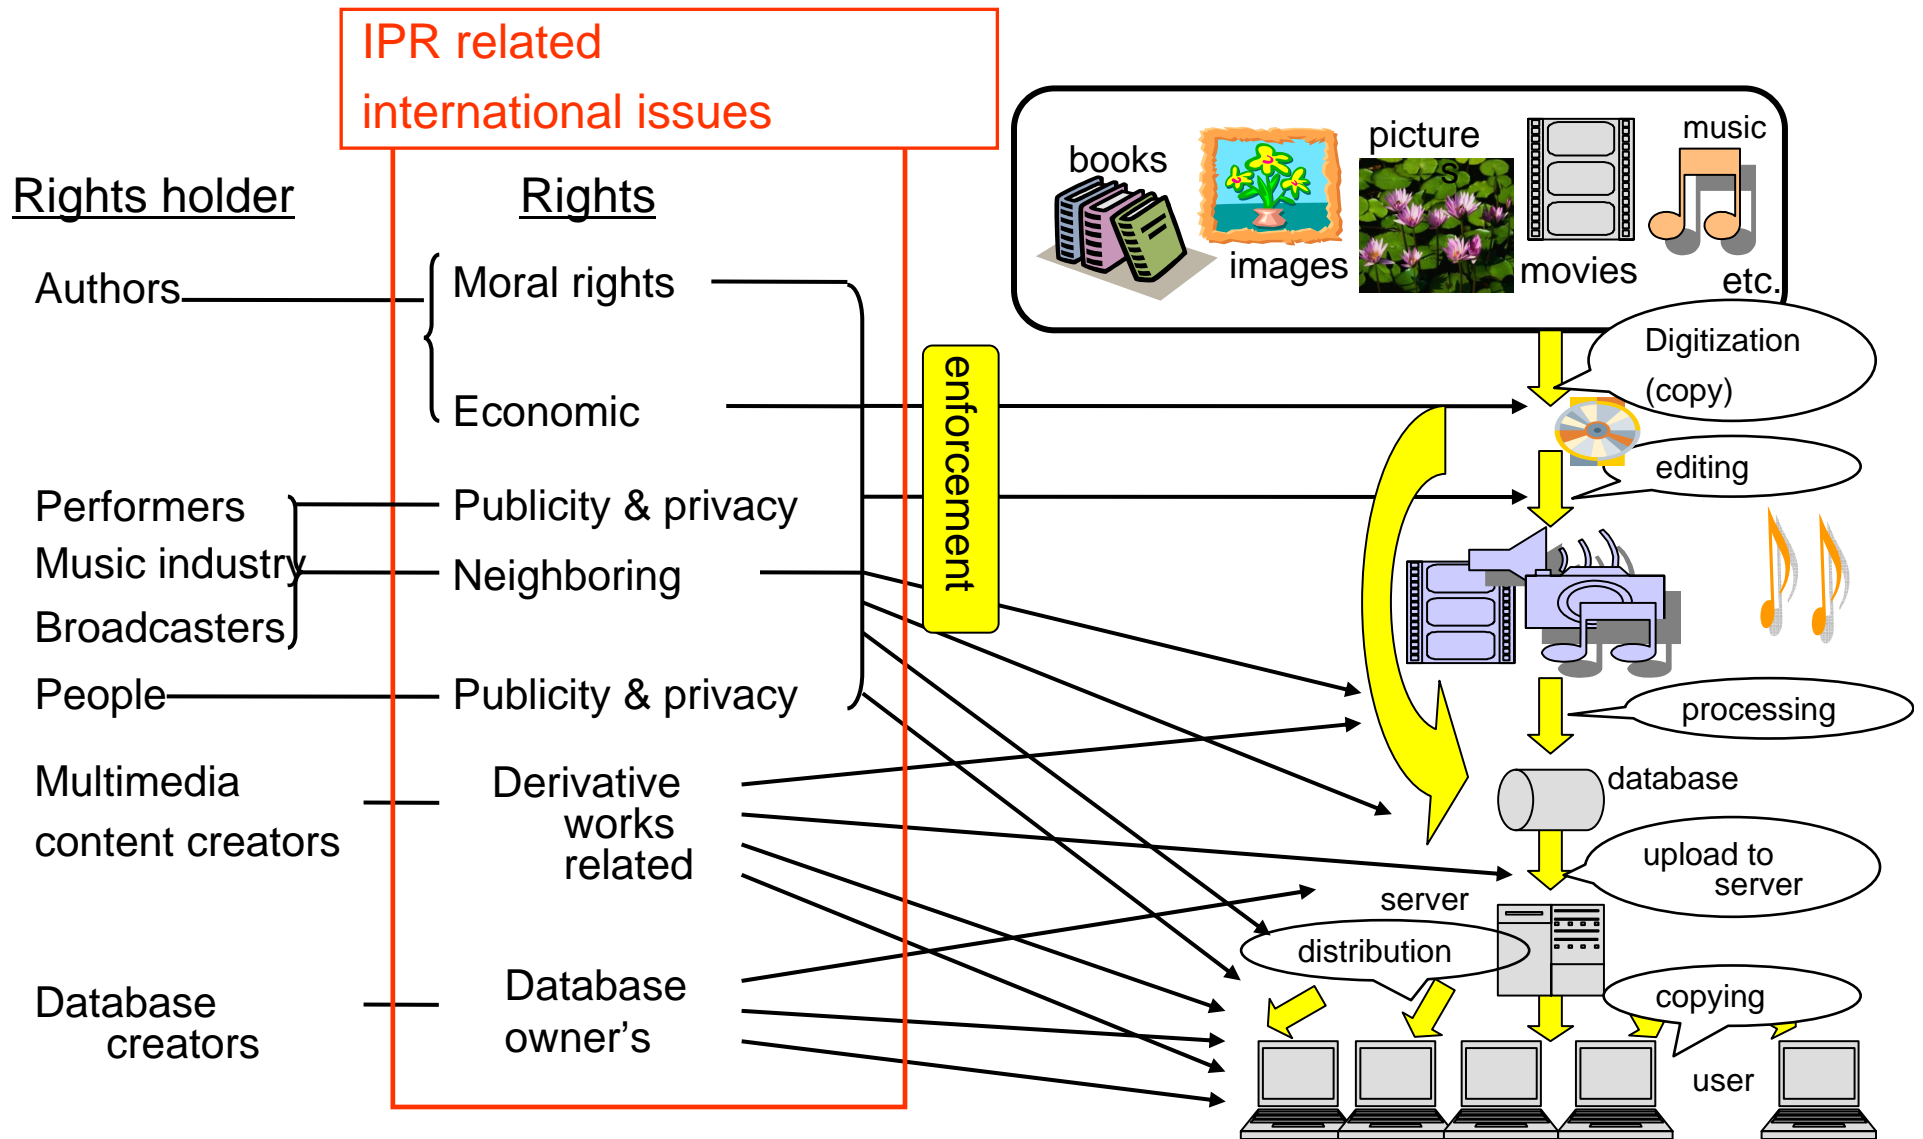 IPR related
international issues
Rights holder
Rights
Authors
Moral rights
Economic
Performers
Music industry
Broadcasters
Publicity & privacy
Neighboring
People
Publicity & privacy
Multimedia
content creators
Derivative
works
related
Database
creators
Database
owner's
enforcement
books
images
picture
s
movies
music
etc.
Digitization
(copy)
editing
processing
database
upload to
server
server
distribution
copying
user